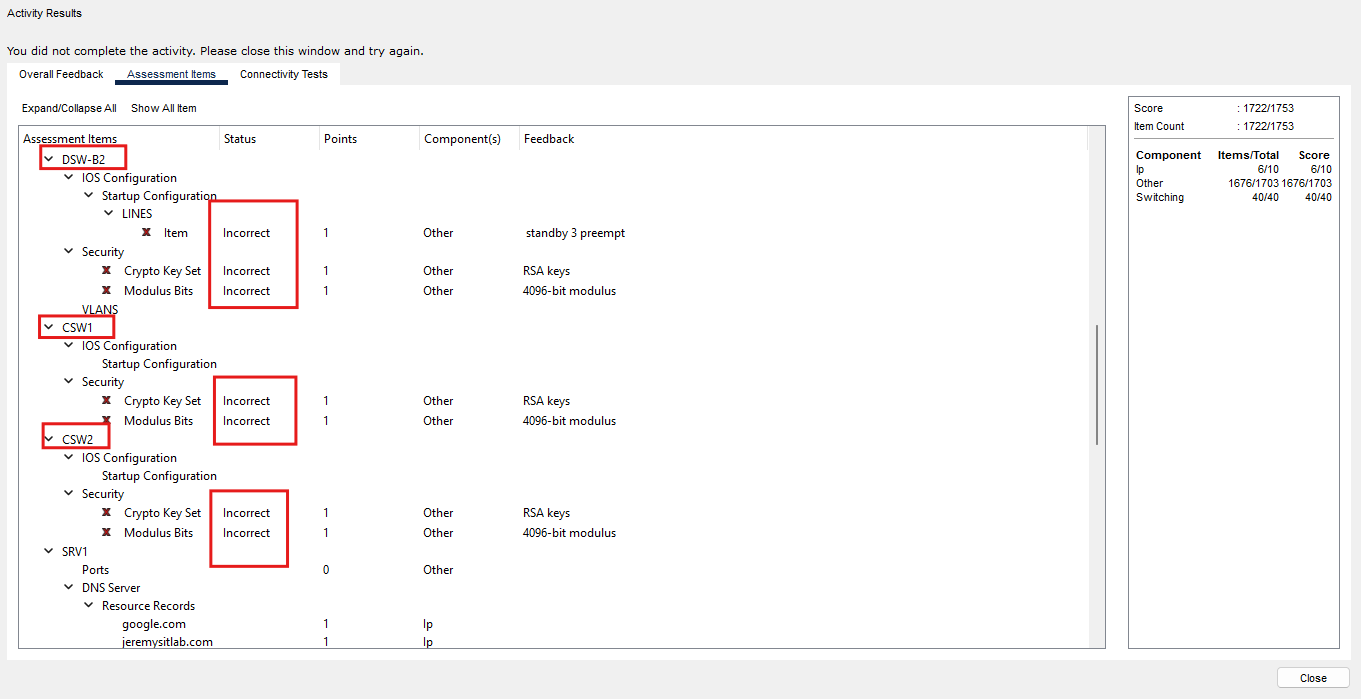 Activity Results
You did not complete the activity. Please close this window and try again.
Overall Feedback Assessment Items Connectivity Tests
Expand/Collapse All Show All Item
Assessment Items Status Points Component(s) Feedback
DSW-B2
IOS Configuration
Startup Configuration
LINES
Item Incorrect 1 Other standby 3 preempt
Security
Crypto Key Set Incorrect 1 Other RSA keys
Modulus Bits Incorrect 1 Other 4096-bit modulus
VLANS
CSW1
IOS Configuration
Startup Configuration
Security
Crypto Key Set Incorrect 1 Other RSA keys
Modulus Bits Incorrect 1 Other 4096-bit modulus
CSW2
IOS Configuration
Startup Configuration
Security
Crypto Key Set Incorrect 1 Other RSA keys
Modulus Bits Incorrect 1 Other 4096-bit modulus
SRV1
Ports 0 Other
DNS Server
Resource Records
google.com 1 Ip
jeremysitlab.com 1 Ip
Score : 1722/1753
Item Count : 1722/1753
Component Items/Total Score
Ip 6/10 6/10
Other 1676/1703 1676/1703
Switching 40/40 40/40
Close